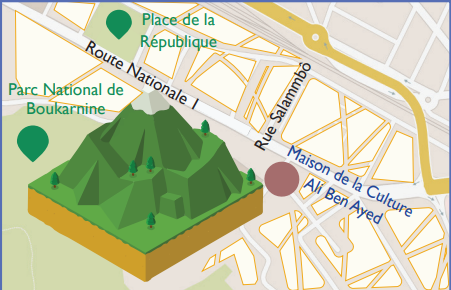 Place de la
République
Route Nationale 1
Parc National de
Boukarnine
Rue Salammbô
Maison de la Culture
Ali Ben Ayed